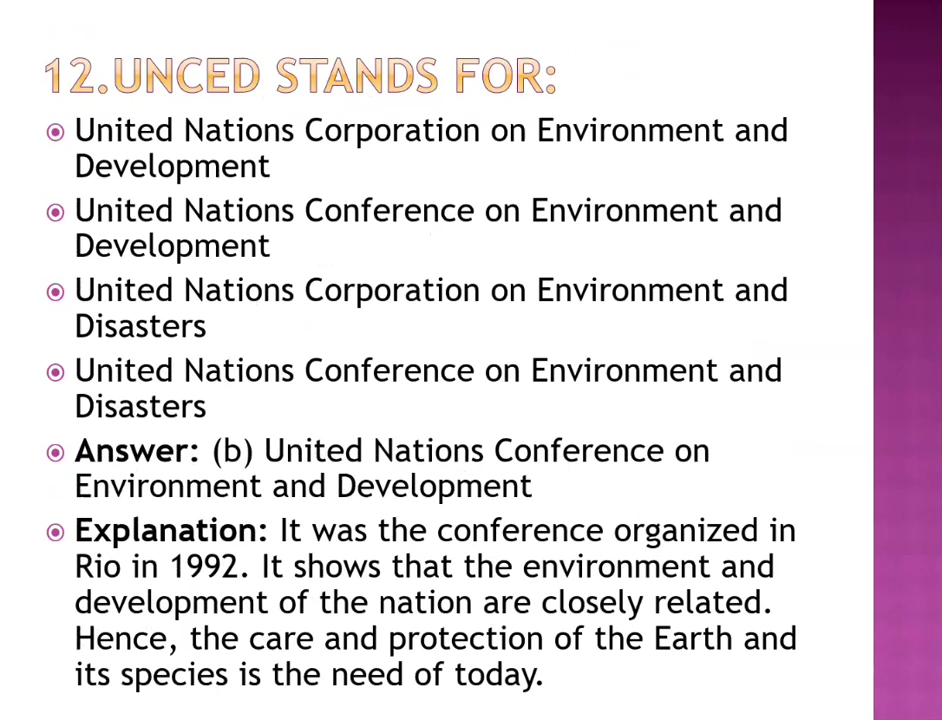 12.UNCED STANDS FOR:
United Nations Corporation on Environment and
Development
United Nations Conference on Environment and
Development
United Nations Corporation on Environment and
Disasters
United Nations Conference on Environment and
Disasters
Answer: (b) United Nations Conference on
Environment and Development
Explanation: It was the conference organized in
Rio in 1992. It shows that the environment and
development of the nation are closely related.
Hence, the care and protection of the Earth and
its species is the need of today.